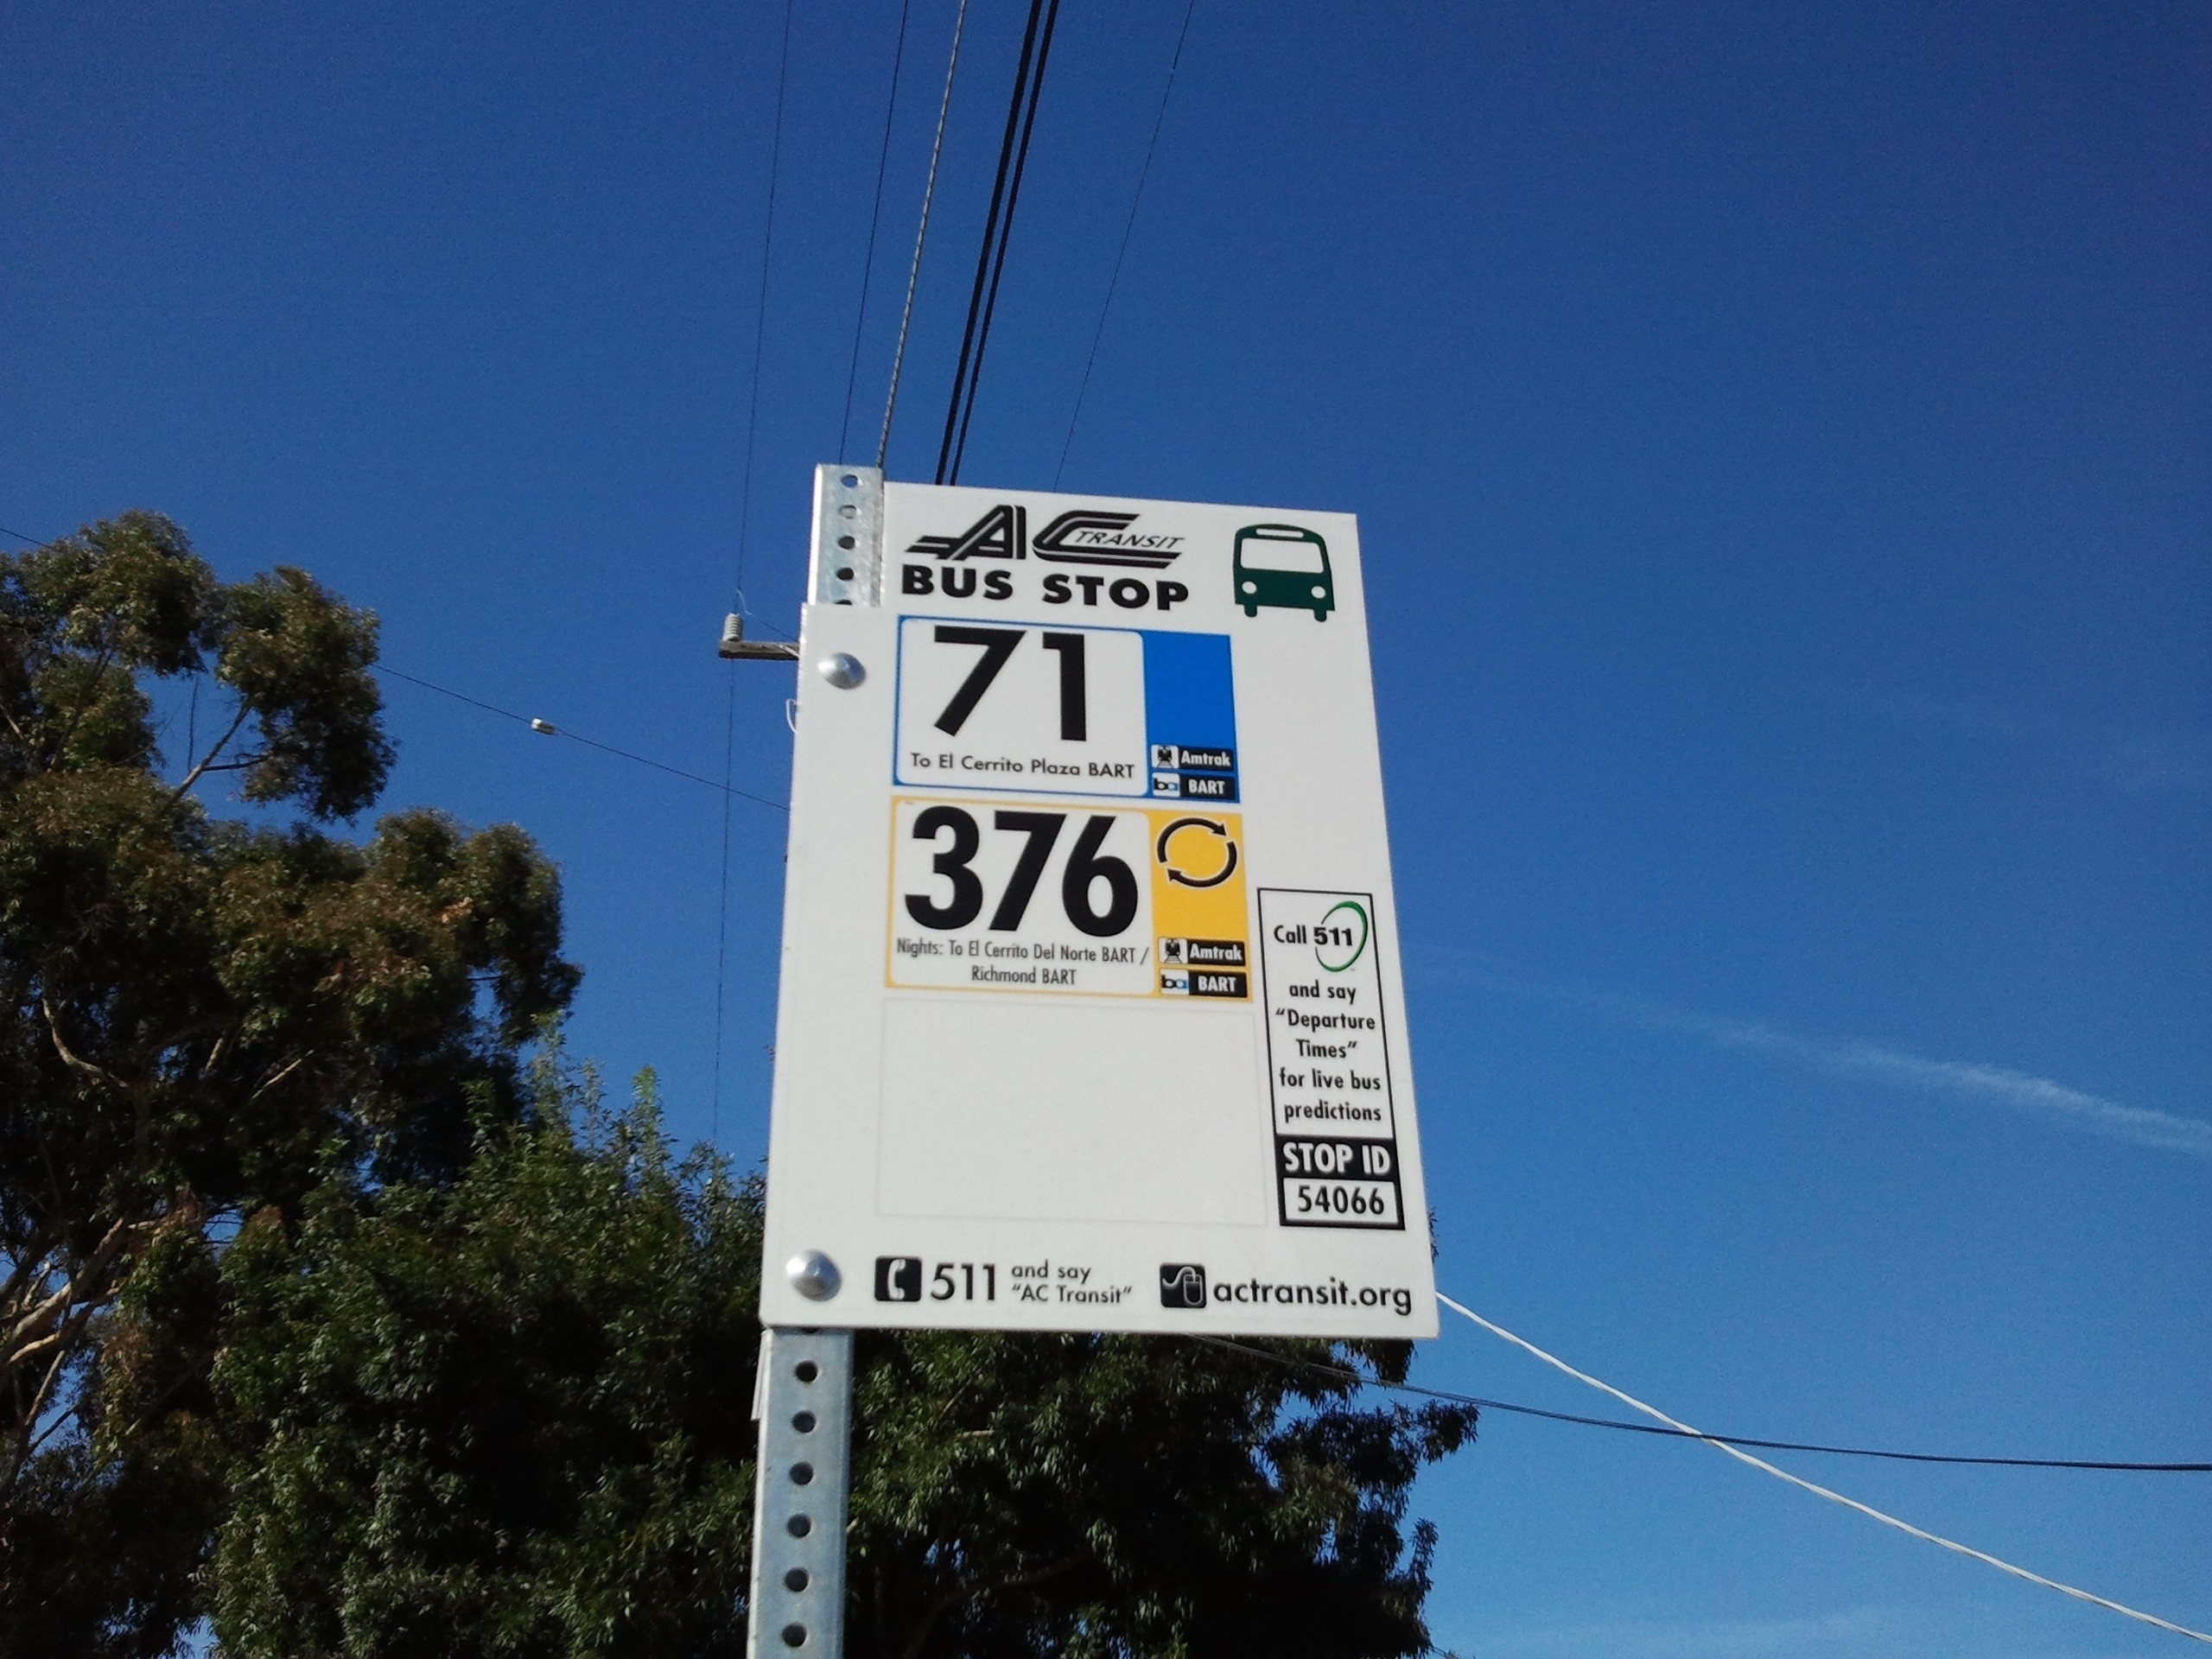 AC TRANSIT
BUS STOP
71
To El Cerrito Plaza BART
Amtrak
ba BART
376
Nights: To El Cerrito Del Norte BART /
Richmond BART
Amtrak
ba BART
Call 511
and say
"Departure
Times"
for live bus
predictions
STOP ID
54066
511 and say
"AC Transit"
actransit.org